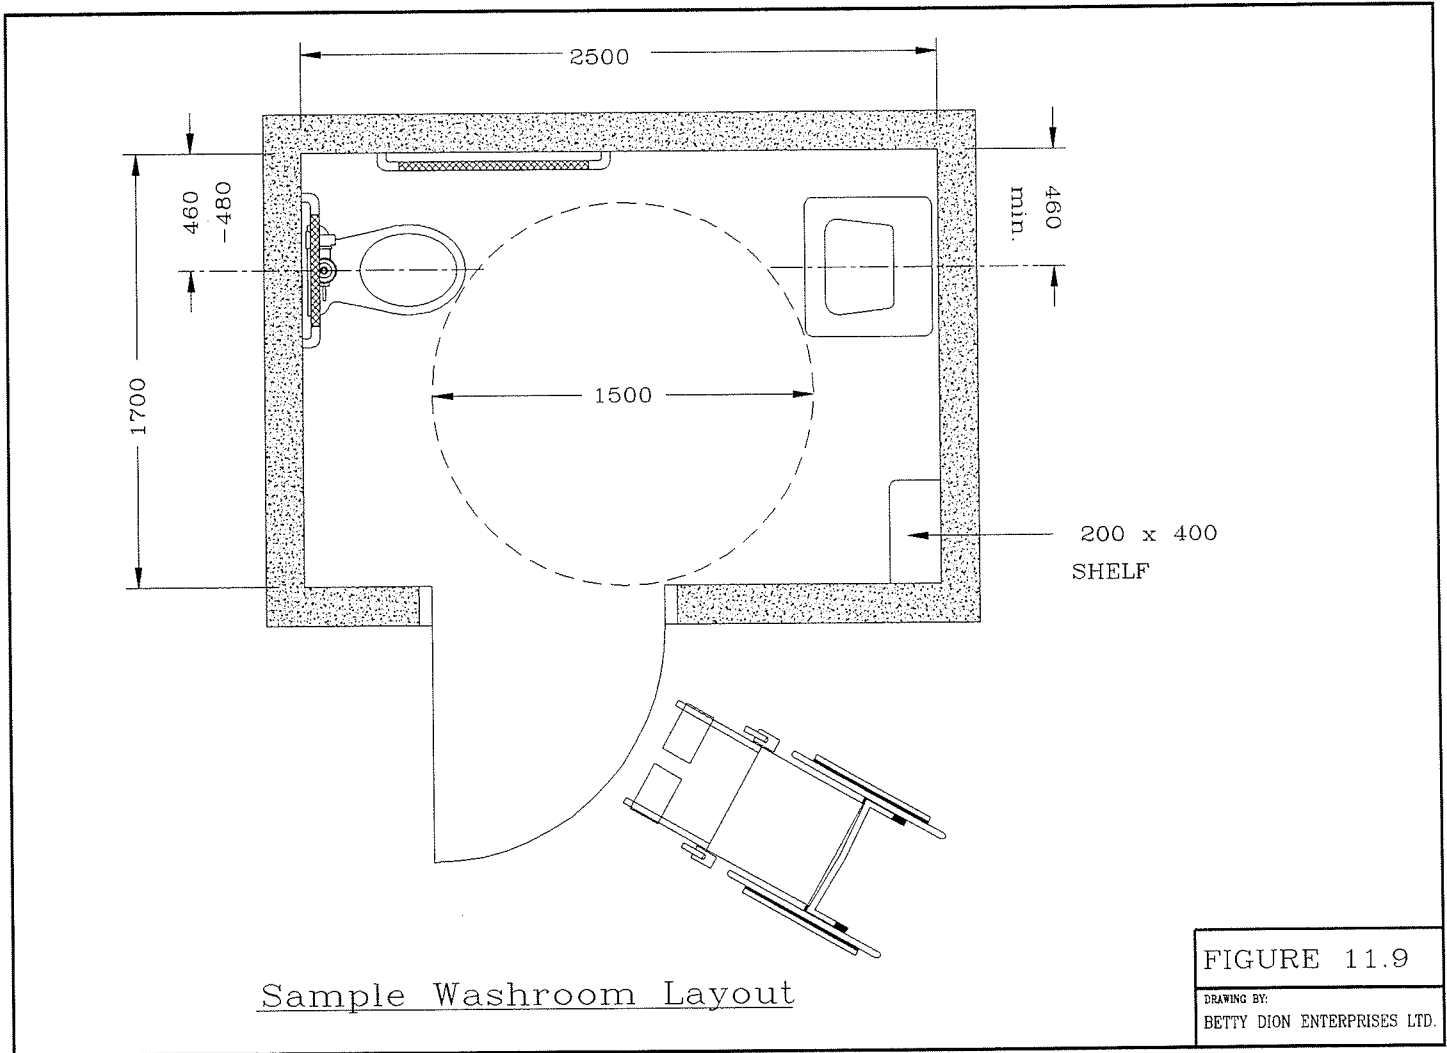 2500
460
-480
460
min.
1700
1500
200 x 400
SHELF
Sample Washroom Layout
FIGURE 11.9
DRAWING BY:
BETTY DION ENTERPRISES LTD.